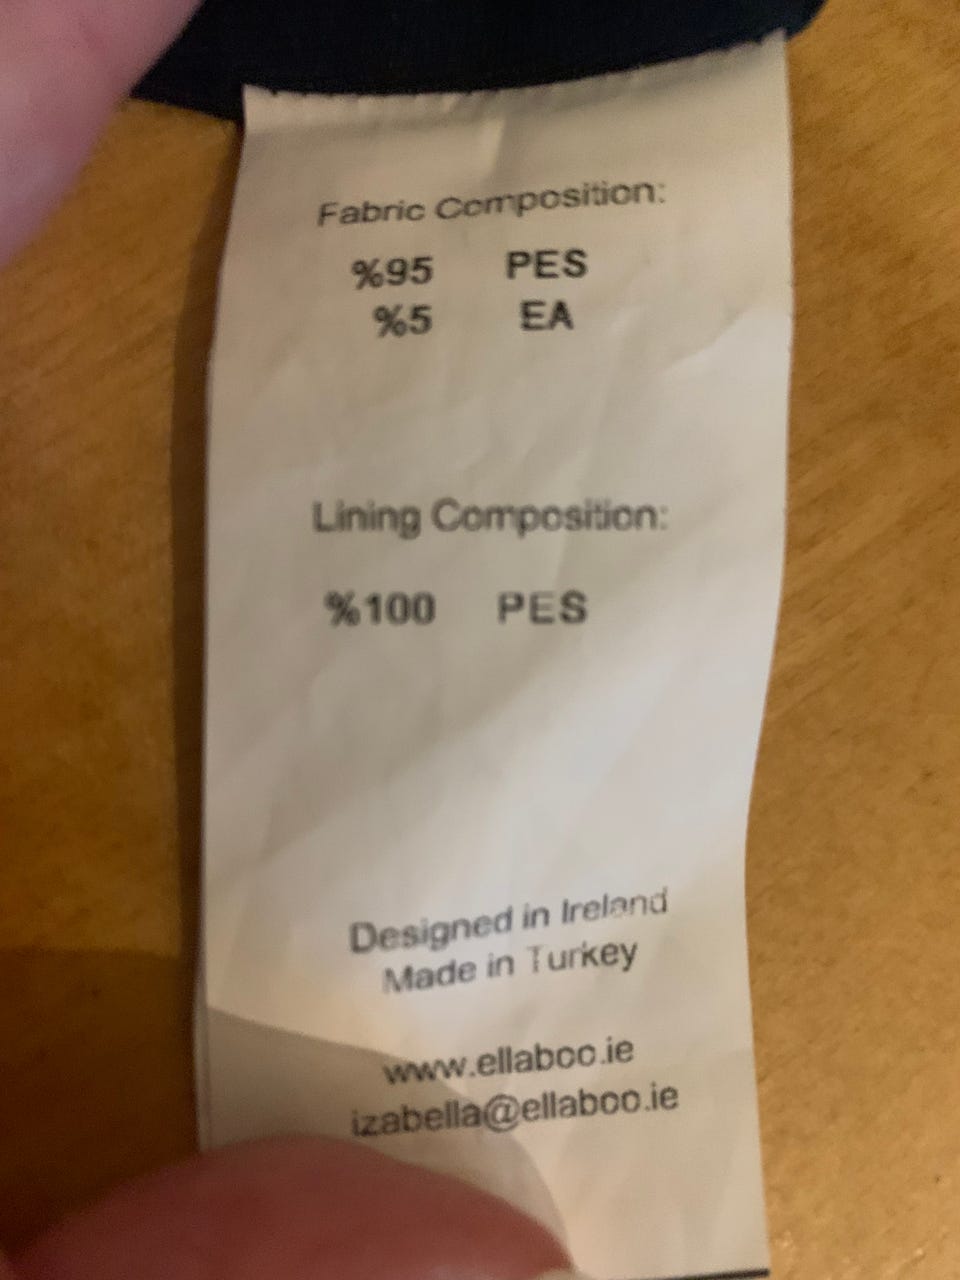 Fabric Composition:
%95 PES
%5 EA
Lining Composition:
%100 PES
Designed in Ireland
Made in Turkey
www.ellaboo.ie
izabella@ellaboo.ie